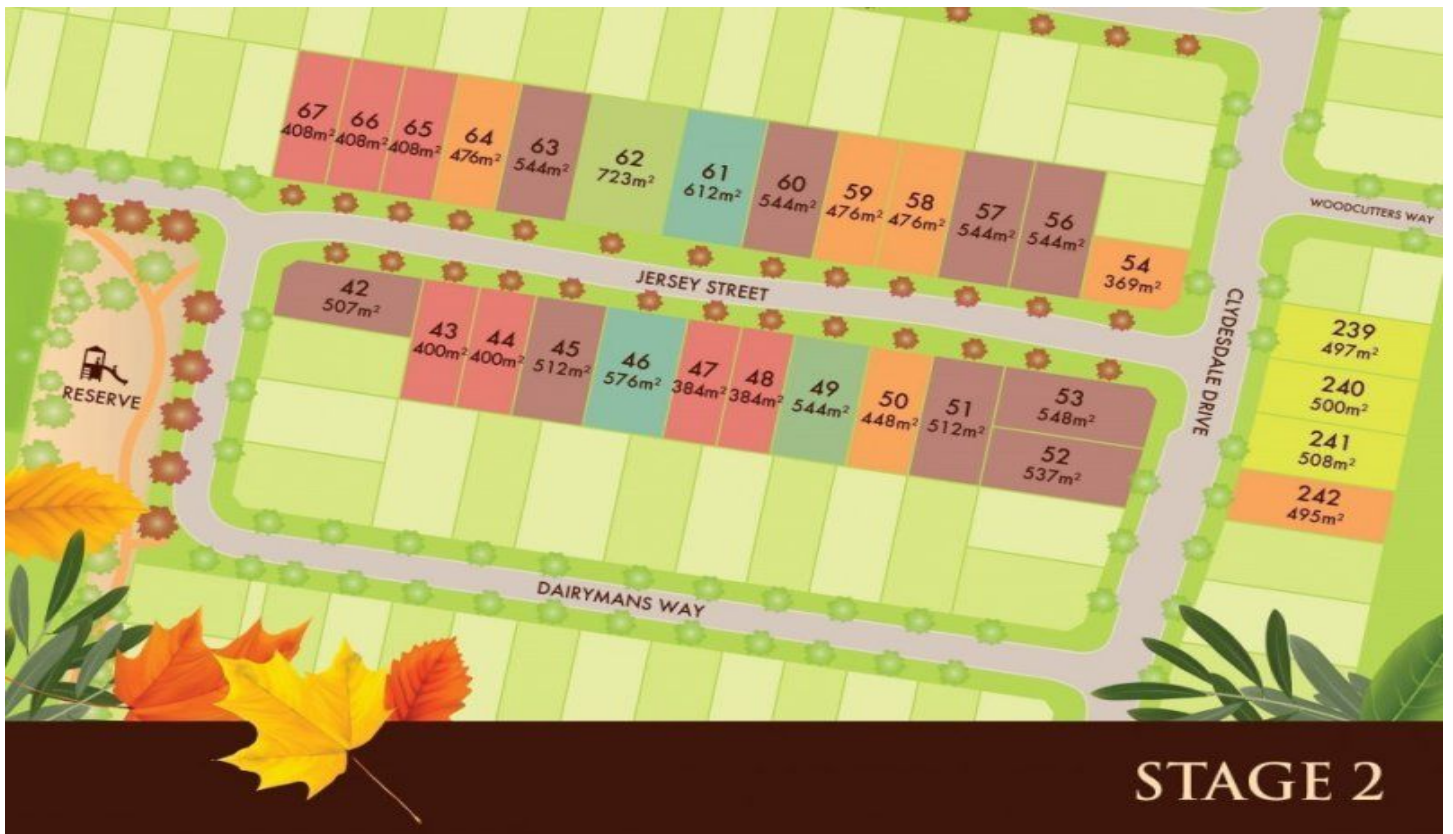 67
408m²
66
408m²
65
408m²
64
476m²
63
544m²
62
723m²
61
612m²
60
544m²
59
476m²
58
476m²
57
544m²
56
544m²
54
369m²
WOODCUTTERS WAY
JERSEY STREET
CLYDESDALE DRIVE
42
507m²
43
400m²
44
400m²
45
512m²
46
576m²
47
384m²
48
384m²
49
544m²
50
448m²
51
512m²
53
548m²
52
537m²
239
497m²
240
500m²
241
508m²
242
495m²
RESERVE
DAIRYMANS WAY
STAGE 2